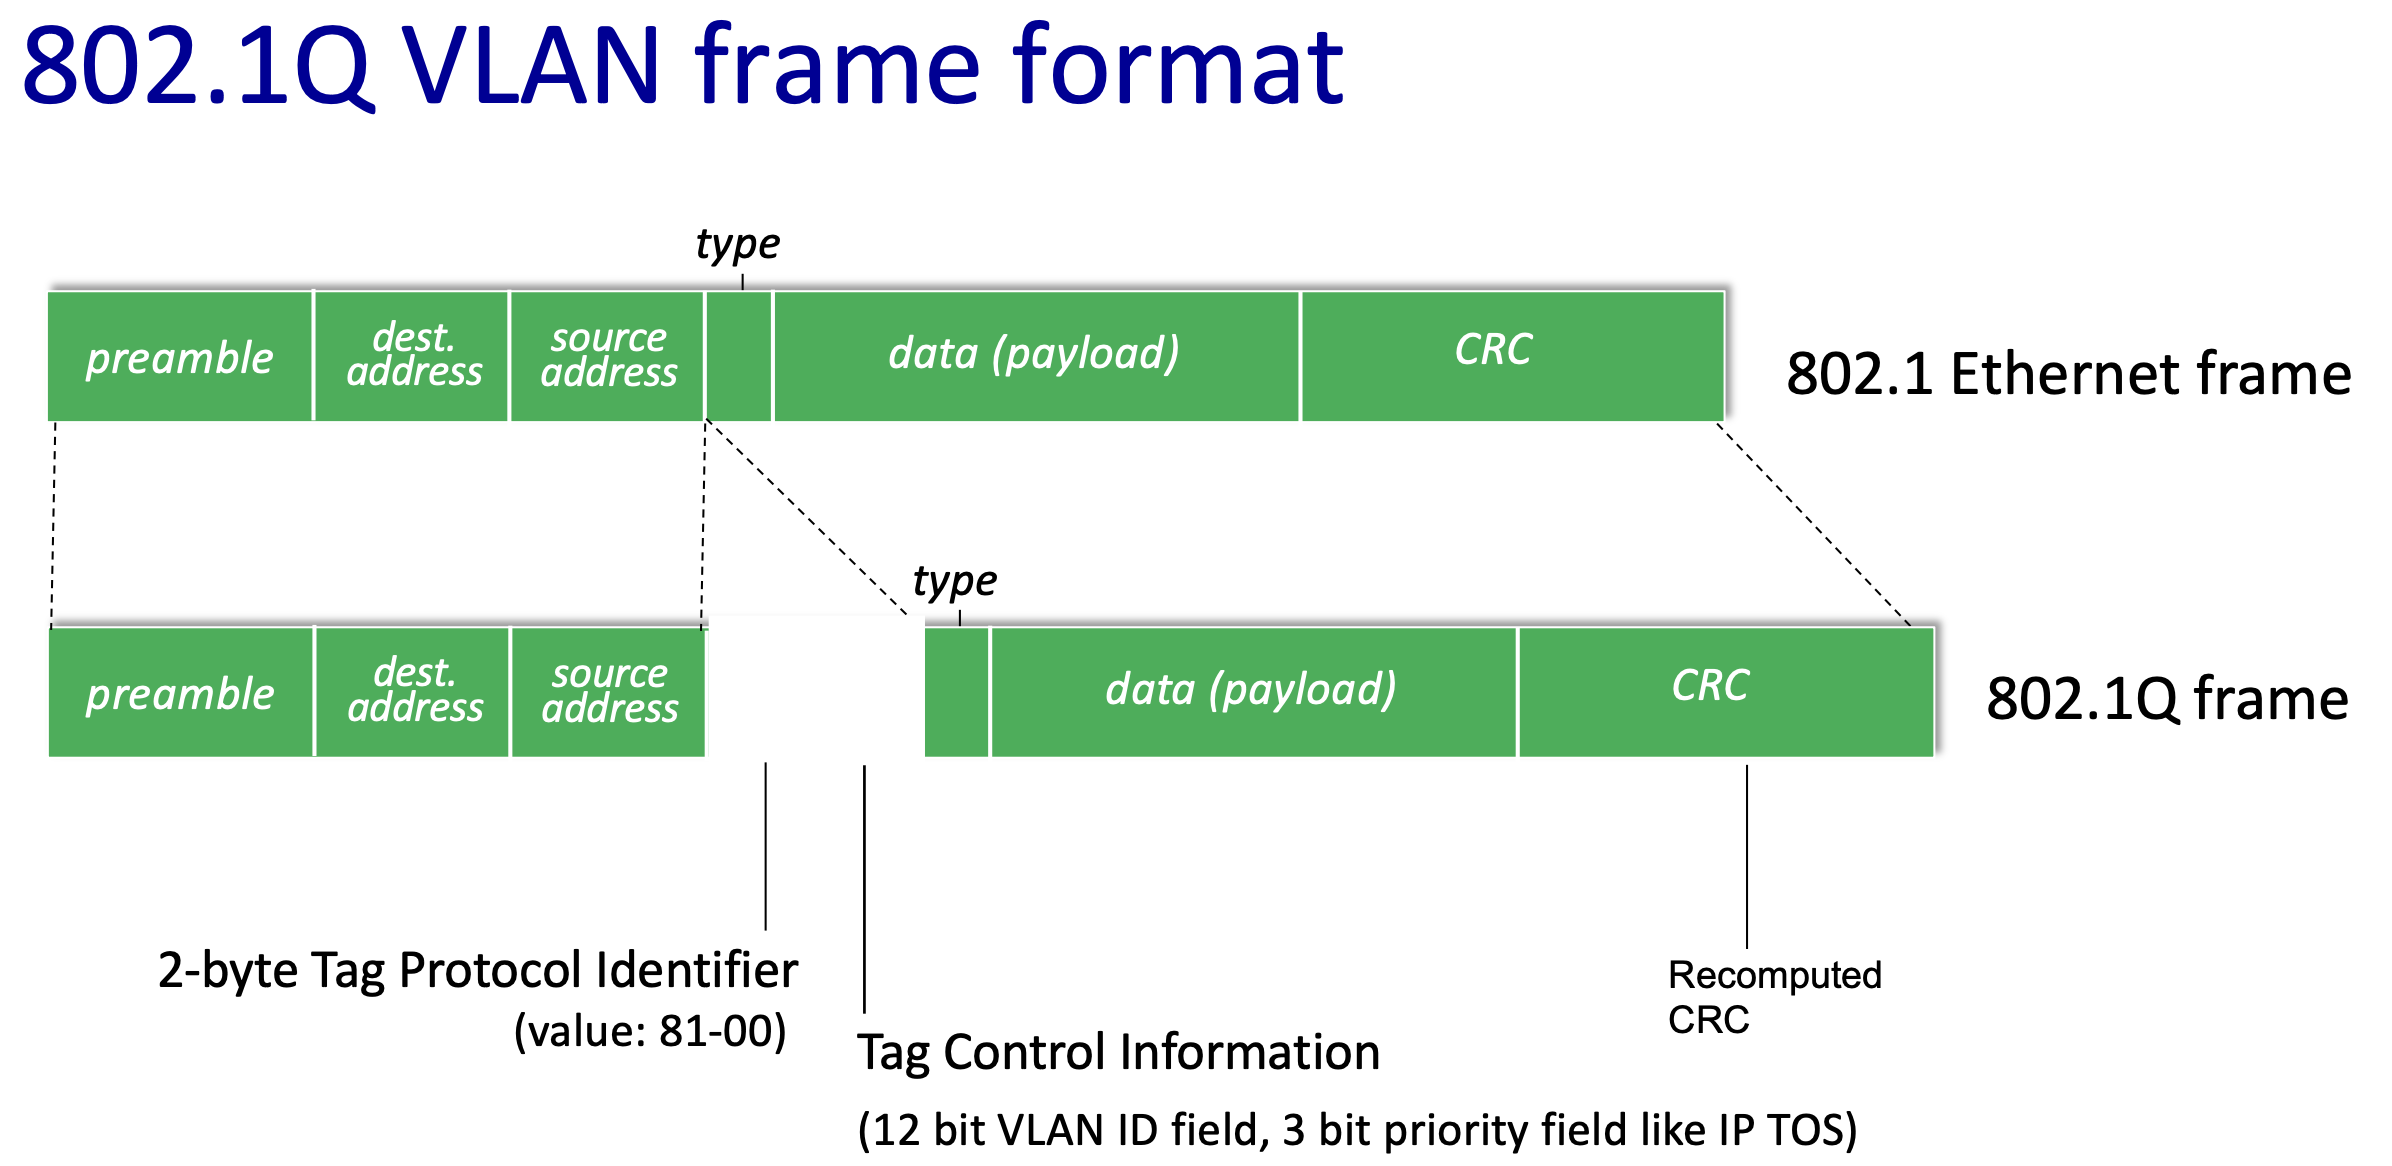 802.1Q VLAN frame format
type
preamble
dest.
address
source
address
data (payload)
CRC
802.1 Ethernet frame
type
preamble
dest.
address
source
address
data (payload)
CRC
802.1Q frame
2-byte Tag Protocol Identifier
(value: 81-00)
Tag Control Information
(12 bit VLAN ID field, 3 bit priority field like IP TOS)
Recomputed
CRC